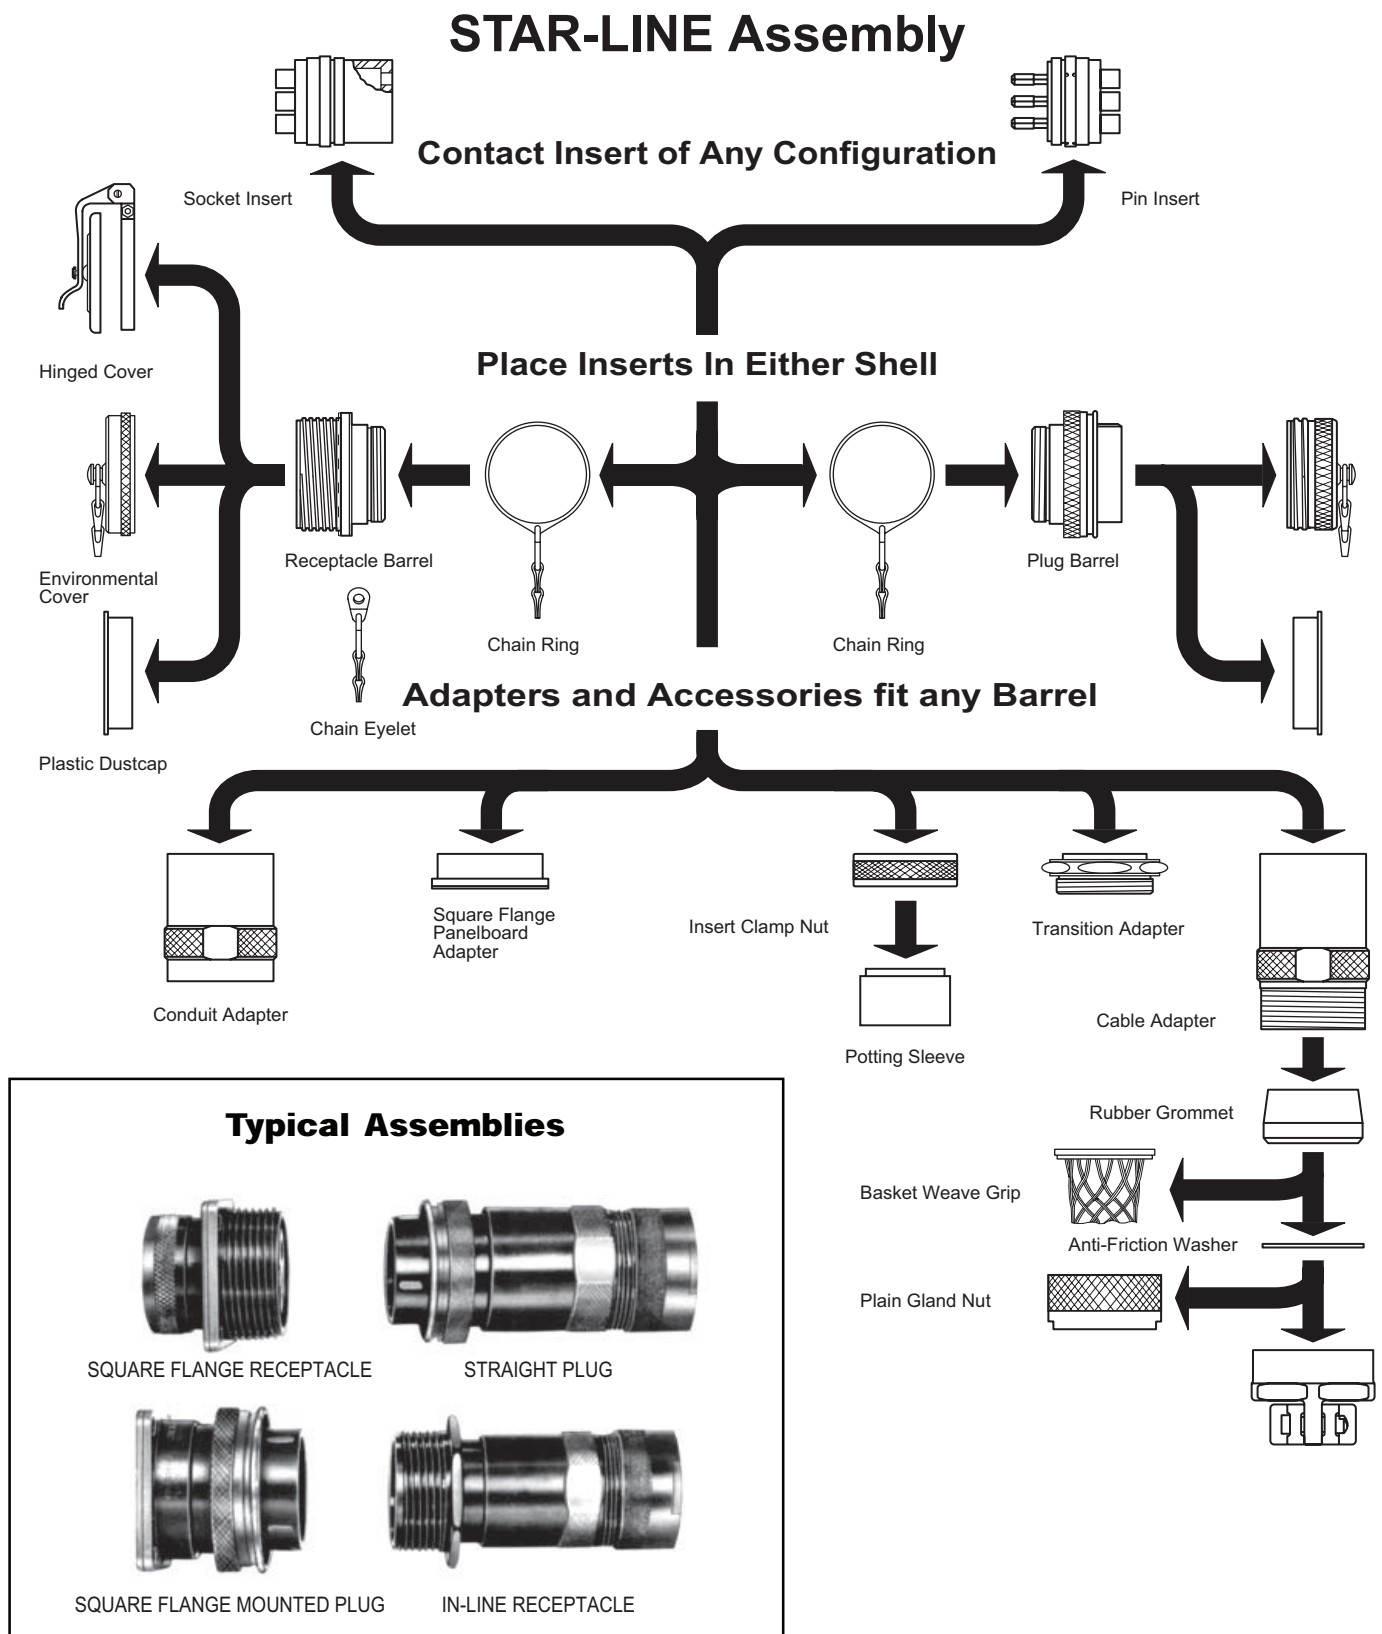 STAR-LINE Assembly
Contact Insert of Any Configuration
Socket Insert
Pin Insert
Place Inserts In Either Shell
Hinged Cover
Receptacle Barrel
Plug Barrel
Environmental
Cover
Chain Ring
Chain Ring
Adapters and Accessories fit any Barrel
Chain Eyelet
Plastic Dustcap
Square Flange
Panelboard
Adapter
Insert Clamp Nut
Transition Adapter
Conduit Adapter
Cable Adapter
Potting Sleeve
Rubber Grommet
Basket Weave Grip
Anti-Friction Washer
Plain Gland Nut
Typical Assemblies
SQUARE FLANGE RECEPTACLE
STRAIGHT PLUG
SQUARE FLANGE MOUNTED PLUG
IN-LINE RECEPTACLE